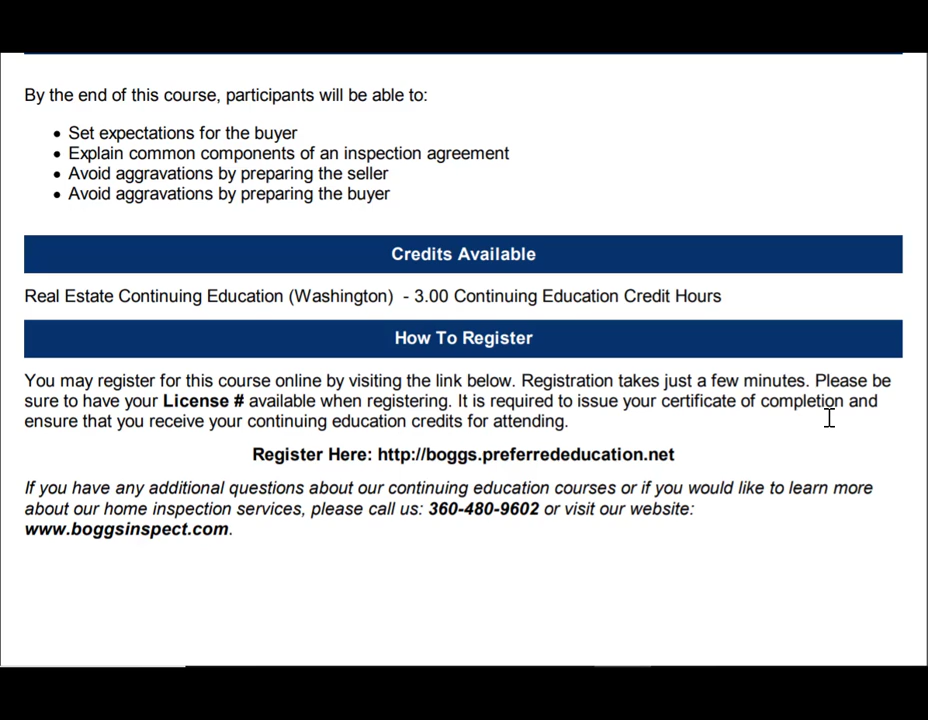 By the end of this course, participants will be able to:
• Set expectations for the buyer
• Explain common components of an inspection agreement
• Avoid aggravations by preparing the seller
• Avoid aggravations by preparing the buyer
Credits Available
Real Estate Continuing Education (Washington)  - 3.00 Continuing Education Credit Hours
How To Register
You may register for this course online by visiting the link below. Registration takes just a few minutes. Please be
sure to have your License # available when registering. It is required to issue your certificate of completion and
ensure that you receive your continuing education credits for attending.
Register Here: http://boggs.preferrededucation.net
If you have any additional questions about our continuing education courses or if you would like to learn more
about our home inspection services, please call us: 360-480-9602 or visit our website:
www.boggsinspect.com.